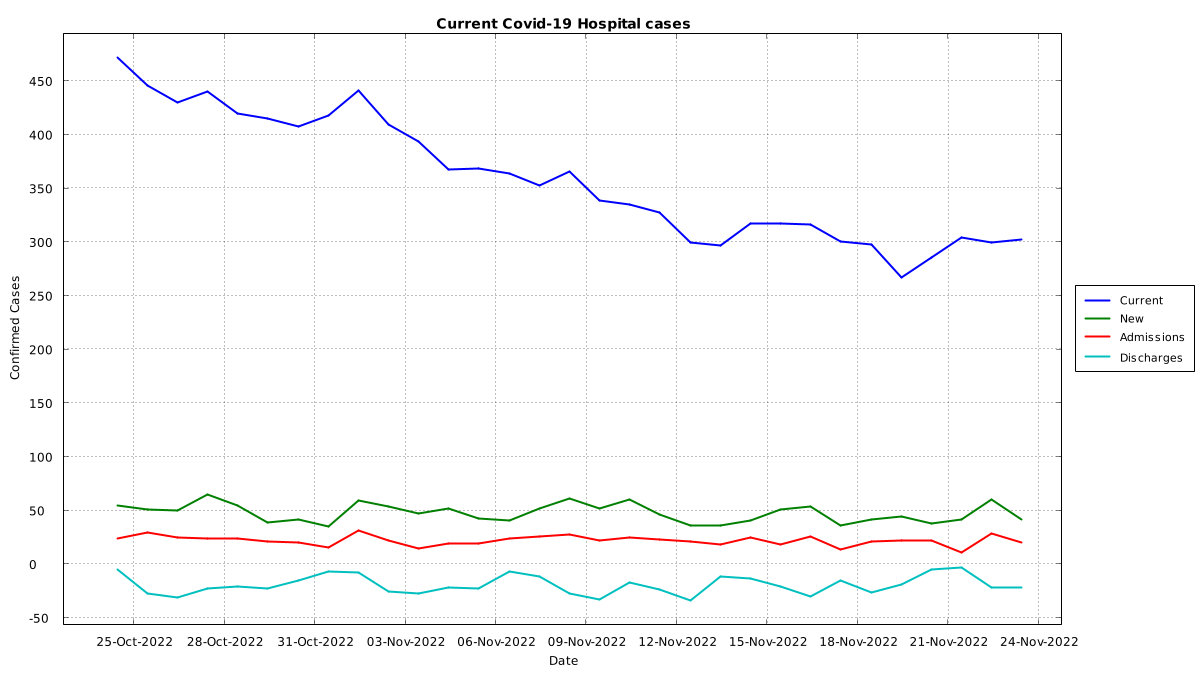 Current Covid-19 Hospital cases
Confirmed Cases
450
400
350
300
250
200
150
100
50
0
-50
25-Oct-2022 28-Oct-2022 31-Oct-2022 03-Nov-2022 06-Nov-2022 09-Nov-2022 12-Nov-2022 15-Nov-2022 18-Nov-2022 21-Nov-2022 24-Nov-2022
Date
Current
New
Admissions
Discharges